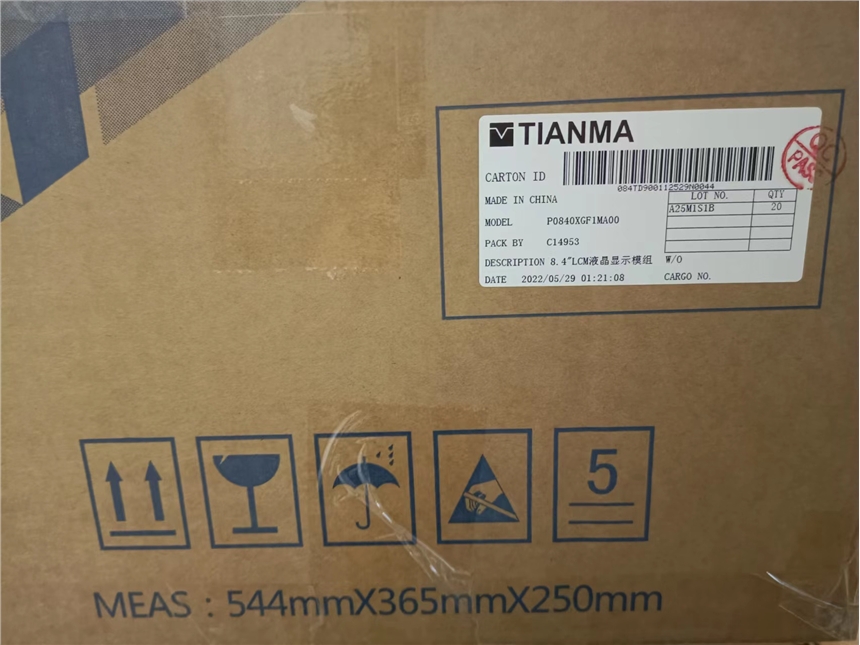 TIANMA
CARTON ID
084TD900112529N0044
MADE IN CHINA
LOT NO. QTY
A25M1S1B 20
MODEL P0840XGF1MA00
PACK BY C14953
DESCRIPTION 8.4"LCM液晶显示模组 W/O
DATE 2022/05/29 01:21:08 CARGO NO.
QC
PASS
5
MEAS : 544mmX365mmX250mm